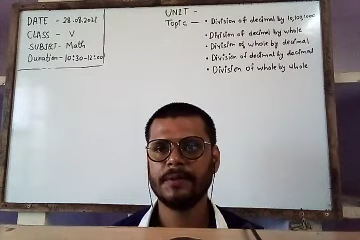 DATE - 28.08.2021
CLASS - V
SUBJECT - Math
Duration - 10:30-12:00
UNIT -
Topic — • Division of decimal by 10,100,1000
• Division of decimal by whole
• Division of whole by decimal
• Division of decimal by decimal
• Division of whole by whole